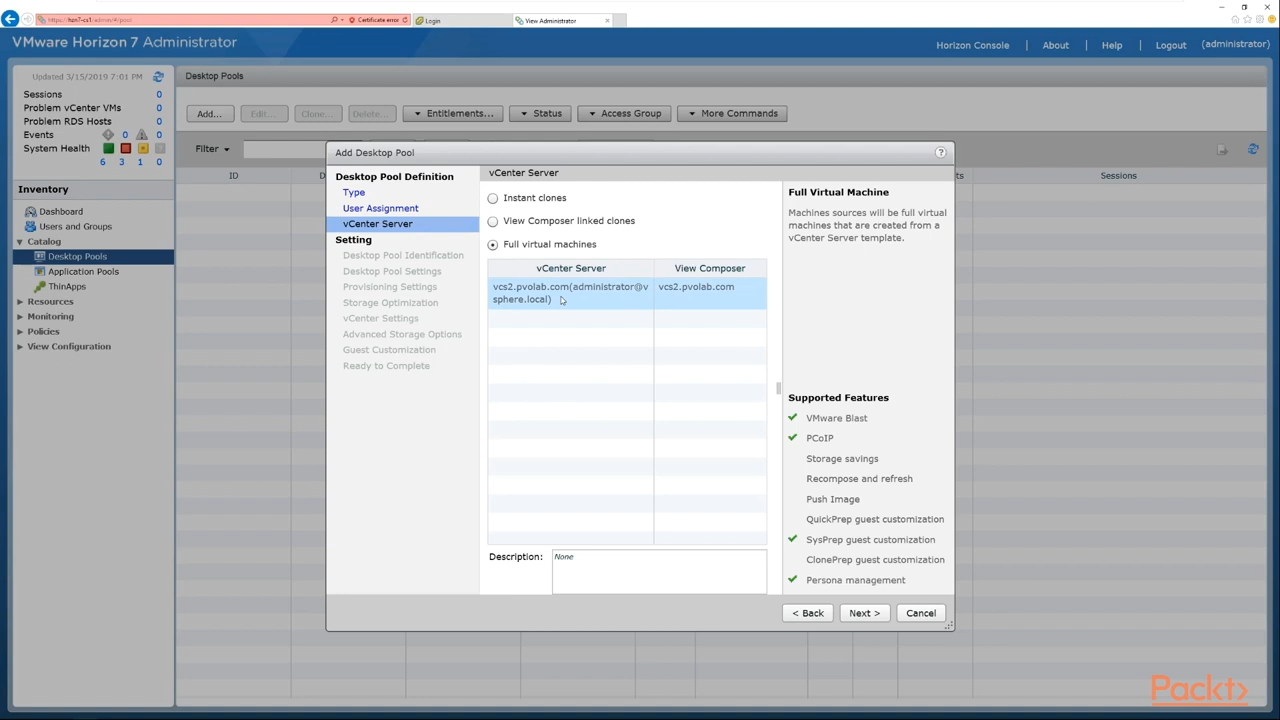 https://hzn7-cs1/admin/#/pool
Certificate error
Login
View Administrator
VMware Horizon 7 Administrator
Horizon Console
About
Help
Logout
(administrator)
Updated 3/15/2019 7:01 PM
Sessions 0
Problem vCenter VMs 0
Problem RDS Hosts 0
Events 0 0
System Health
6 3 1 0
Inventory
Dashboard
Users and Groups
Catalog
Desktop Pools
Application Pools
ThinApps
Resources
Monitoring
Policies
View Configuration
Desktop Pools
Add...
Edit...
Clone...
Delete...
Entitlements...
Status
Access Group
More Commands
Filter
ID
D
ts
Sessions
Add Desktop Pool
?
Desktop Pool Definition
Type
User Assignment
vCenter Server
Setting
Desktop Pool Identification
Desktop Pool Settings
Provisioning Settings
Storage Optimization
vCenter Settings
Advanced Storage Options
Guest Customization
Ready to Complete
vCenter Server
Instant clones
View Composer linked clones
Full virtual machines
vCenter Server View Composer
vcs2.pvolab.com(administrator@v vcs2.pvolab.com
sphere.local)
Description: None
Full Virtual Machine
Machines sources will be full virtual
machines that are created from a
vCenter Server template.
Supported Features
VMware Blast
PCoIP
Storage savings
Recompose and refresh
Push Image
QuickPrep guest customization
SysPrep guest customization
ClonePrep guest customization
Persona management
< Back
Next >
Cancel
Packt>